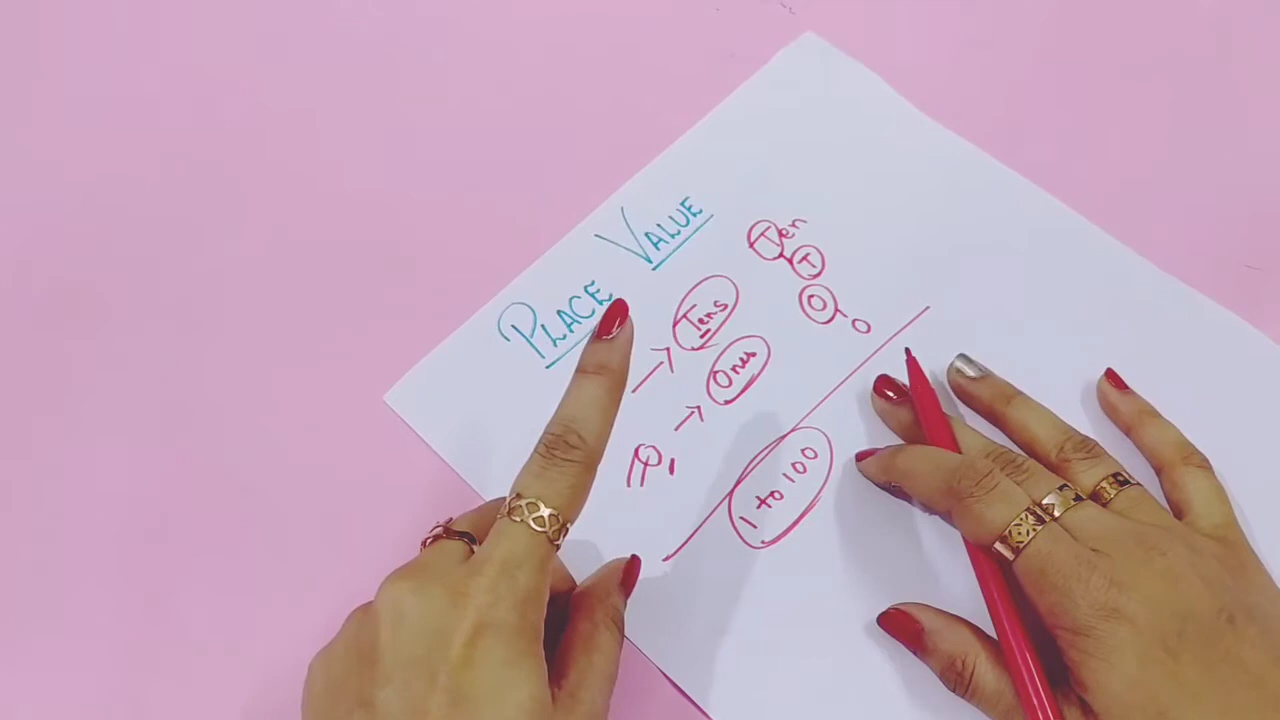 PLACE VALUE
Tens
Ones
Ten
T
O
O
1 to 100